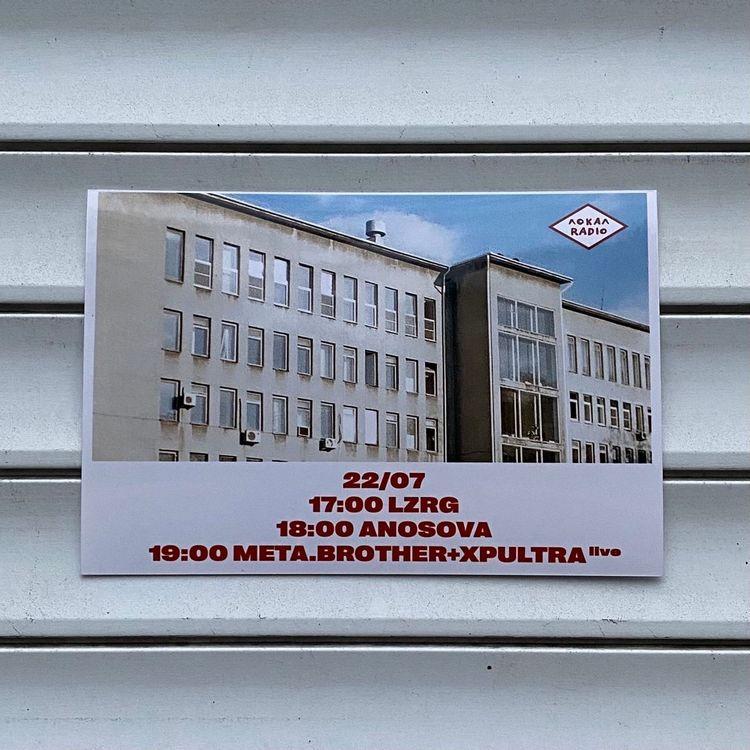 ЛОКАЛ
RADIO
22/07
17:00 LZRG
18:00 ANOSOVA
19:00 META.BROTHER+XPULTRA live